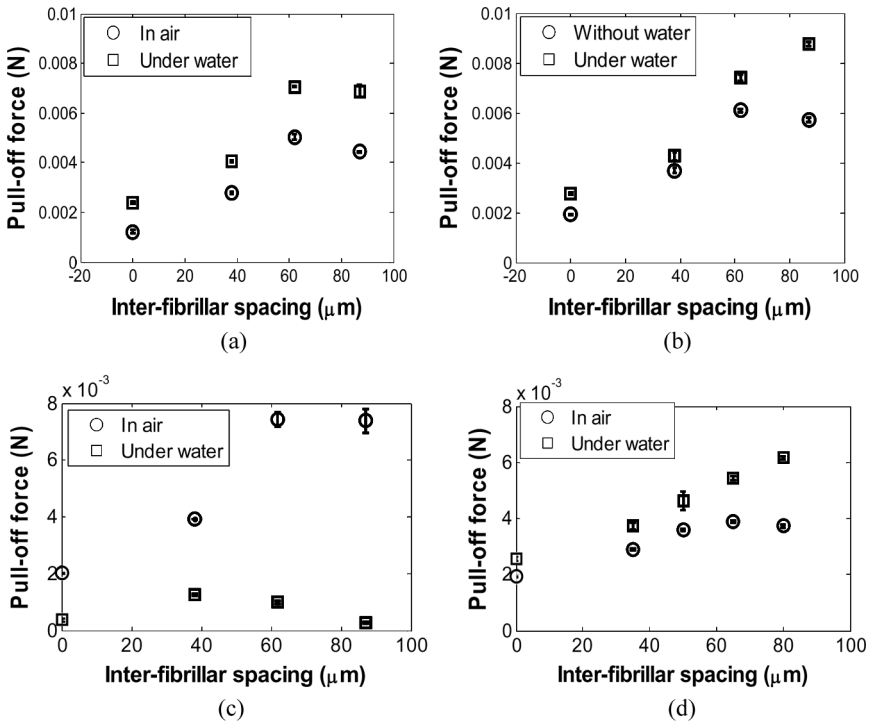 0.01
0.008
0.006
0.004
0.002
0
-20 0 20 40 60 80 100
Pull-off force (N)
In air
Under water
Inter-fibrillar spacing (μm)
(a)
0.01
0.008
0.006
0.004
0.002
0
-20 0 20 40 60 80 100
Pull-off force (N)
Without water
Under water
Inter-fibrillar spacing (μm)
(b)
x 10⁻³
8
6
4
2
0
0 20 40 60 80 100
Pull-off force (N)
In air
Under water
Inter-fibrillar spacing (μm)
(c)
x 10⁻³
8
6
4
2
0
0 20 40 60 80 100
Pull-off force (N)
In air
Under water
Inter-fibrillar spacing (μm)
(d)